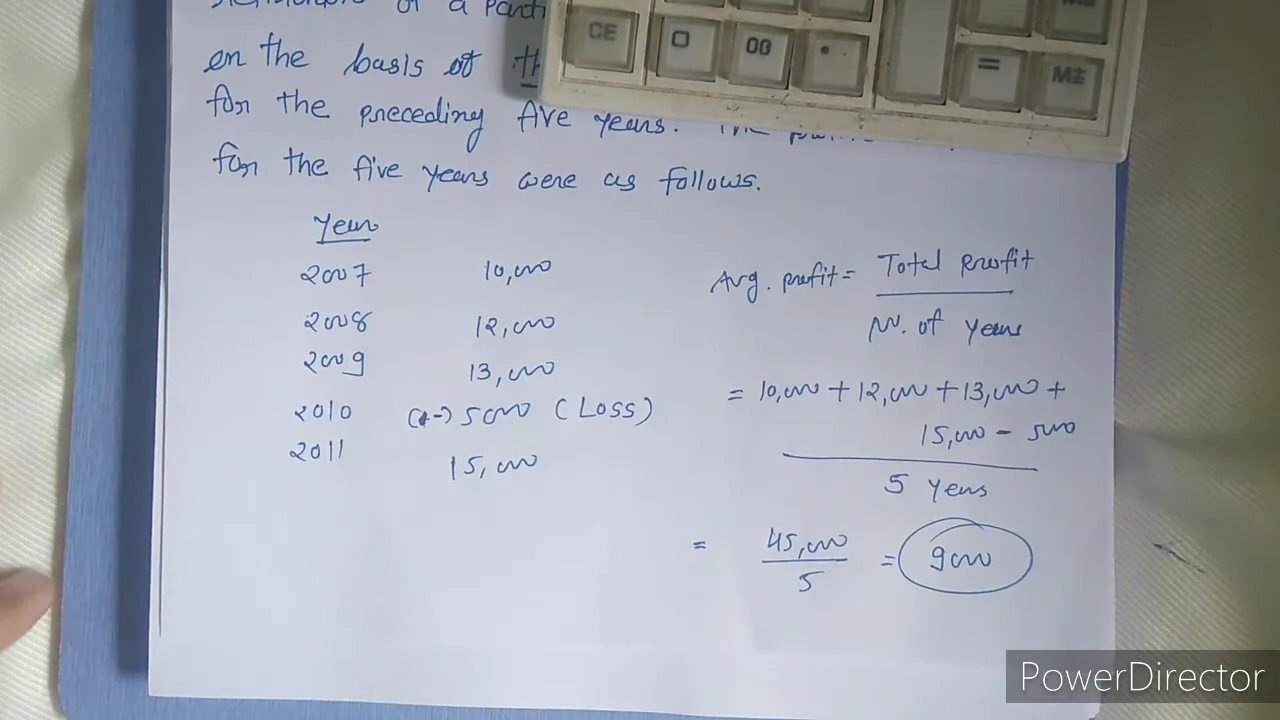 of a
on the basis of
for the preceding five years.
for the five years were as follows.
Year
2007 10,000
2008 12,000
2009 13,000
2010 (-) 5000 (Loss)
2011 15,000
Avg. profit = Total Profit
No. of years
= 10,000 + 12,000 + 13,000 +
15,000 - 5000
5 years
= 45,000 = 9000
5
CE 0 00 •
= M±
PowerDirector